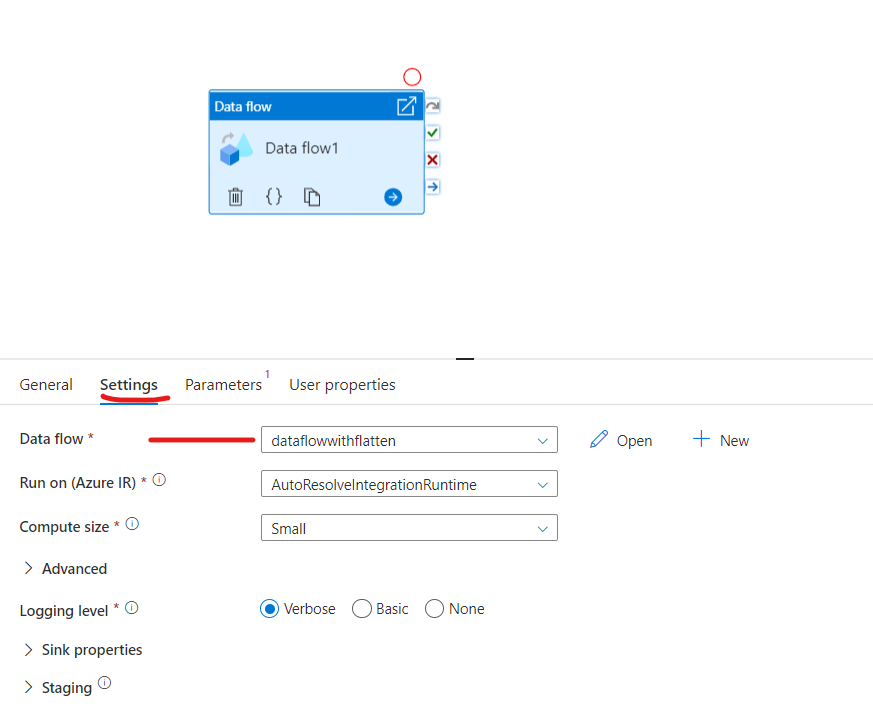 Data flow
Data flow1
{}
General Settings Parameters 1 User properties
Data flow * dataflowwithflatten Open New
Run on (Azure IR) * AutoResolveIntegrationRuntime
Compute size * Small
Advanced
Logging level * Verbose Basic None
Sink properties
Staging